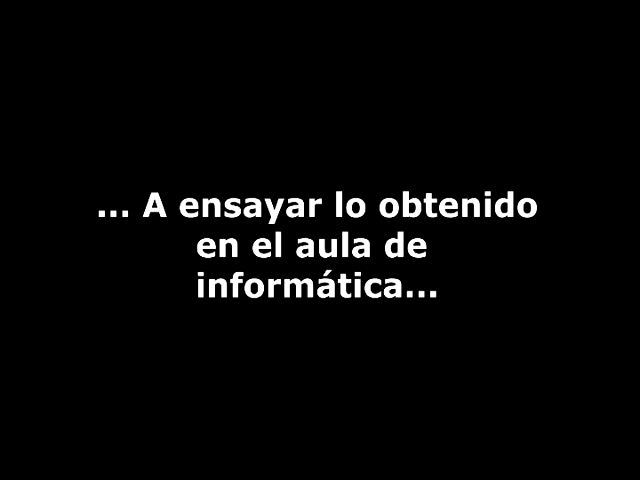 ... A ensayar lo obtenido
en el aula de
informática...